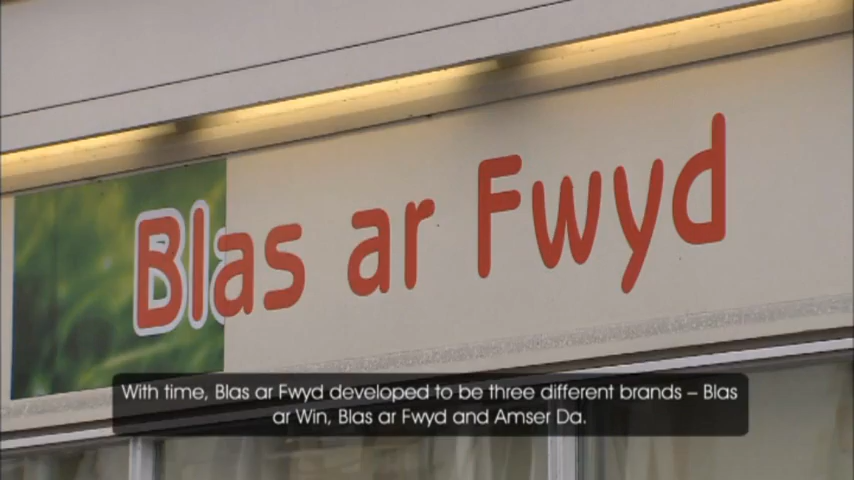 Blas ar Fwyd
With time, Blas ar Fwyd developed to be three different brands – Blas
ar Win, Blas ar Fwyd and Amser Da.